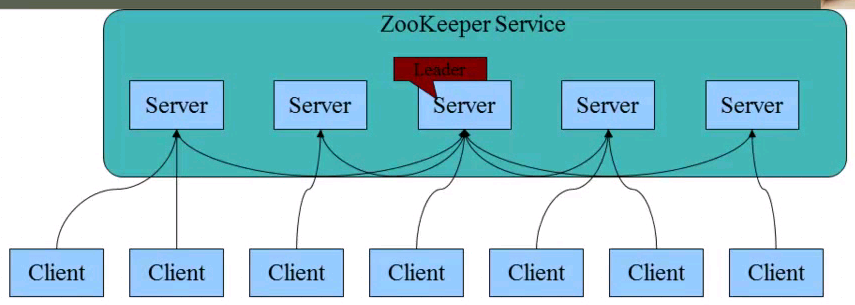 ZooKeeper Service
Leader
Server Server Server Server Server
Client Client Client Client Client Client Client